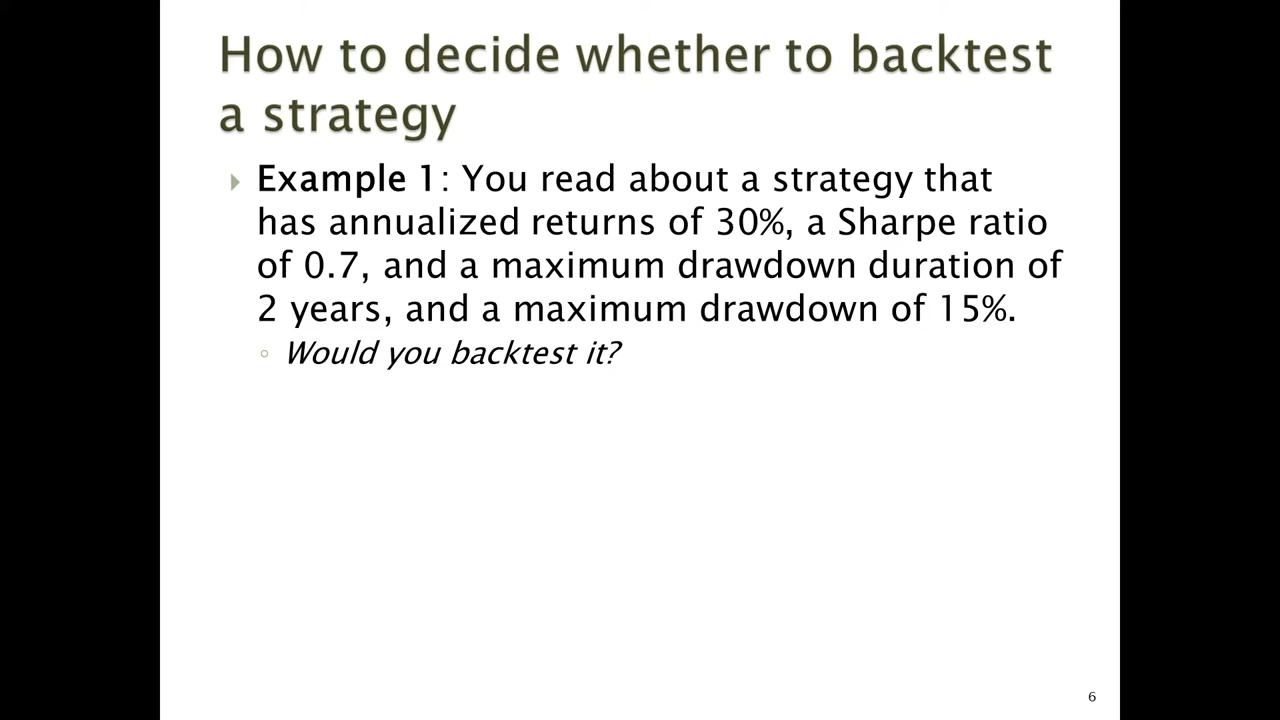 How to decide whether to backtest
a strategy
Example 1: You read about a strategy that
has annualized returns of 30%, a Sharpe ratio
of 0.7, and a maximum drawdown duration of
2 years, and a maximum drawdown of 15%.
Would you backtest it?
6